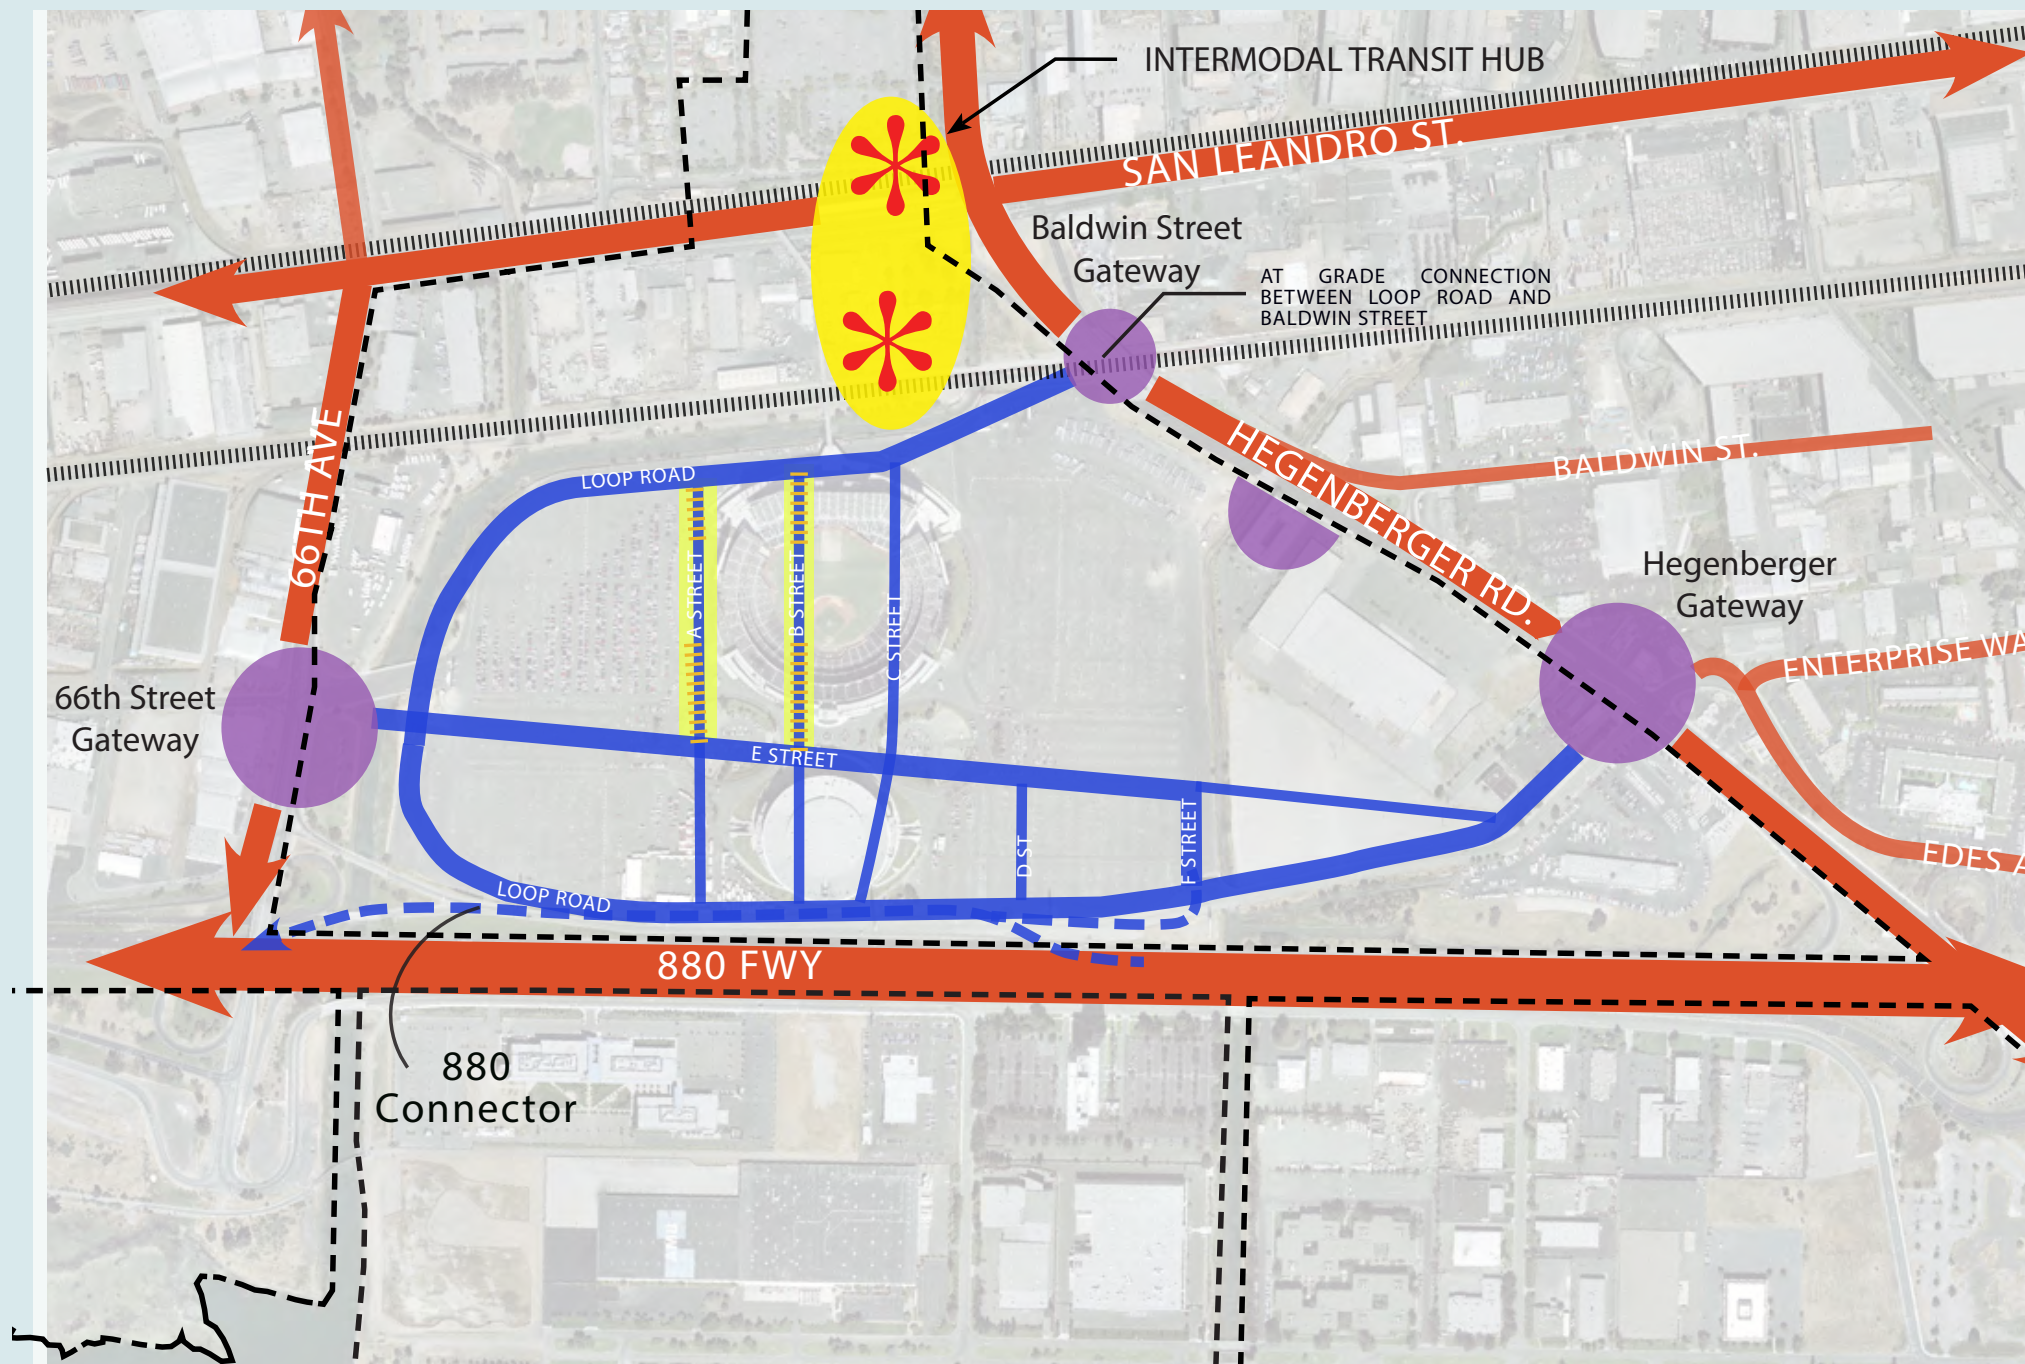 INTERMODAL TRANSIT HUB
SAN LEANDRO ST.
Baldwin Street
Gateway
AT GRADE CONNECTION
BETWEEN LOOP ROAD AND
BALDWIN STREET
66TH AVE
HEGENBERGER RD.
BALDWIN ST.
LOOP ROAD
A STREET
B STREET
C STREET
Hegenberger
Gateway
ENTERPRISE WA
66th Street
Gateway
E STREET
D ST
F STREET
EDES A
LOOP ROAD
880 FWY
880
Connector